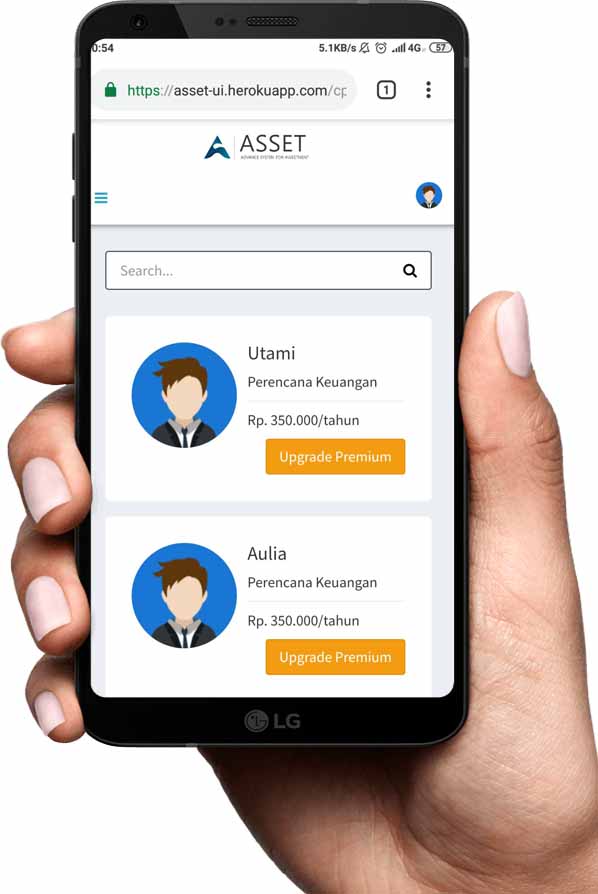 0:54
5.1KB/s 4G 57
https://asset-ui.herokuapp.com/cp
1
ASSET
ADVANCE SYSTEM FOR INVESTMENT
Search...
Utami
Perencana Keuangan
Rp. 350.000/tahun
Upgrade Premium
Aulia
Perencana Keuangan
Rp. 350.000/tahun
Upgrade Premium
LG